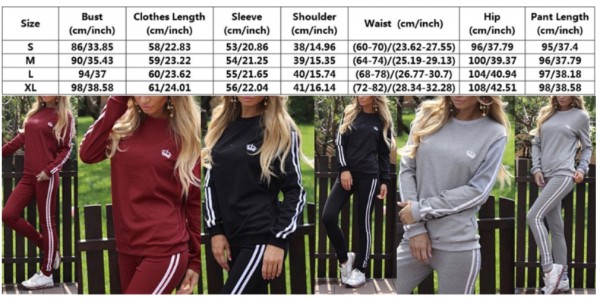 Size Bust (cm/inch) Clothes Length (cm/inch) Sleeve (cm/inch) Shoulder (cm/inch) Waist (cm/inch) Hip (cm/inch) Pant Length (cm/inch)
S 86/33.85 58/22.83 53/20.86 38/14.96 (60-70)/(23.62-27.55) 96/37.79 95/37.4
M 90/35.43 59/23.22 54/21.25 39/15.35 (64-74)/(25.19-29.13) 100/39.37 96/37.79
L 94/37 60/23.62 55/21.65 40/15.74 (68-78)/(26.77-30.7) 104/40.94 97/38.18
XL 98/38.58 61/24.01 56/22.04 41/16.14 (72-82)/(28.34-32.28) 108/42.51 98/38.58